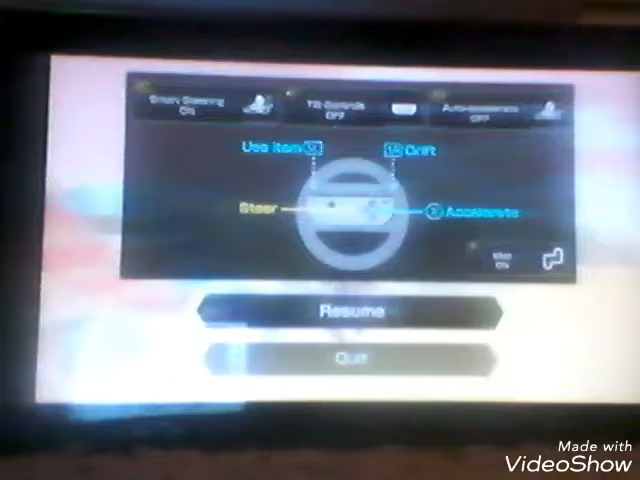 Smart Steering
ON
Tilt Controls
OFF
Auto-accelerate
OFF
Use Item
Drift
Steer
Accelerate
ON
Resume
Quit
Made with
VideoShow